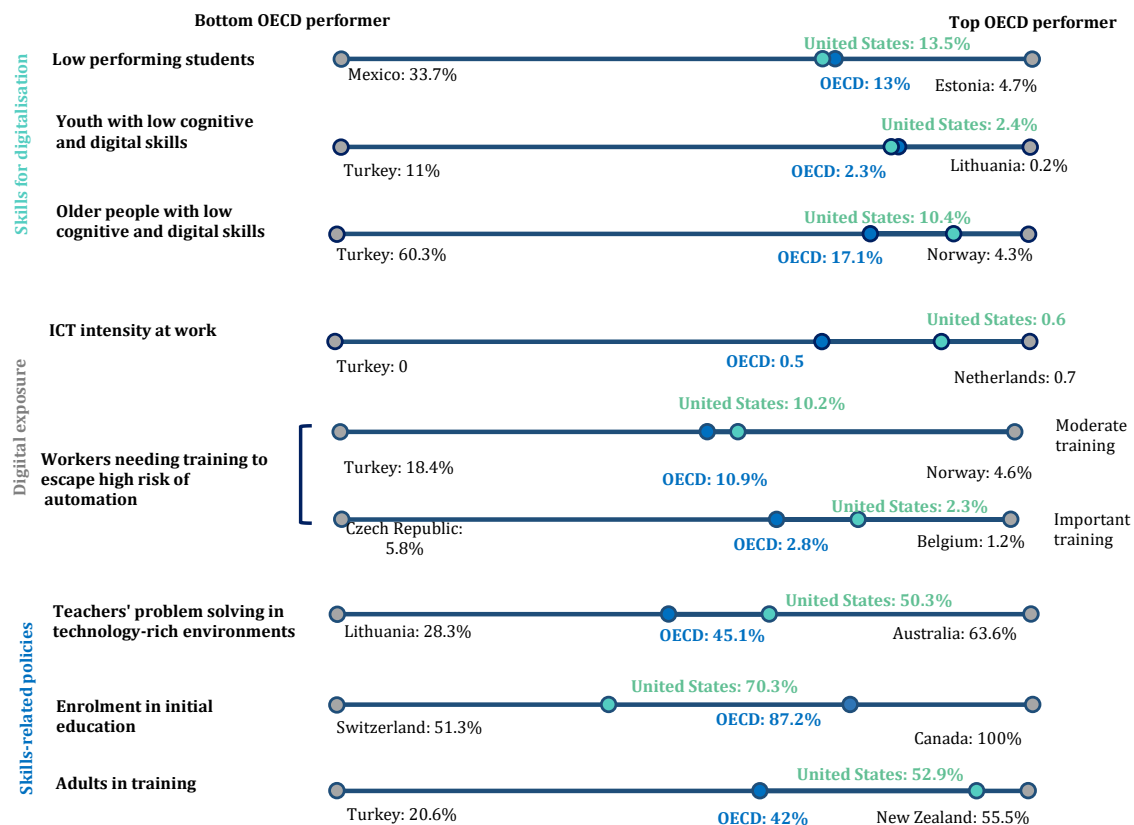 Bottom OECD performer
Top OECD performer
Skills for digitalisation
Low performing students
United States: 13.5%
Mexico: 33.7%
OECD: 13%
Estonia: 4.7%
Youth with low cognitive
and digital skills
United States: 2.4%
Turkey: 11%
OECD: 2.3%
Lithuania: 0.2%
Older people with low
cognitive and digital skills
United States: 10.4%
Turkey: 60.3%
OECD: 17.1%
Norway: 4.3%
Digiital exposure
ICT intensity at work
United States: 0.6
Turkey: 0
OECD: 0.5
Netherlands: 0.7
Workers needing training to
escape high risk of
automation
United States: 10.2%
Turkey: 18.4%
OECD: 10.9%
Norway: 4.6%
Moderate
training
United States: 2.3%
Czech Republic:
5.8%
OECD: 2.8%
Belgium: 1.2%
Important
training
Skills-related policies
Teachers' problem solving in
technology-rich environments
United States: 50.3%
Lithuania: 28.3%
OECD: 45.1%
Australia: 63.6%
Enrolment in initial
education
United States: 70.3%
Switzerland: 51.3%
OECD: 87.2%
Canada: 100%
Adults in training
United States: 52.9%
Turkey: 20.6%
OECD: 42%
New Zealand: 55.5%